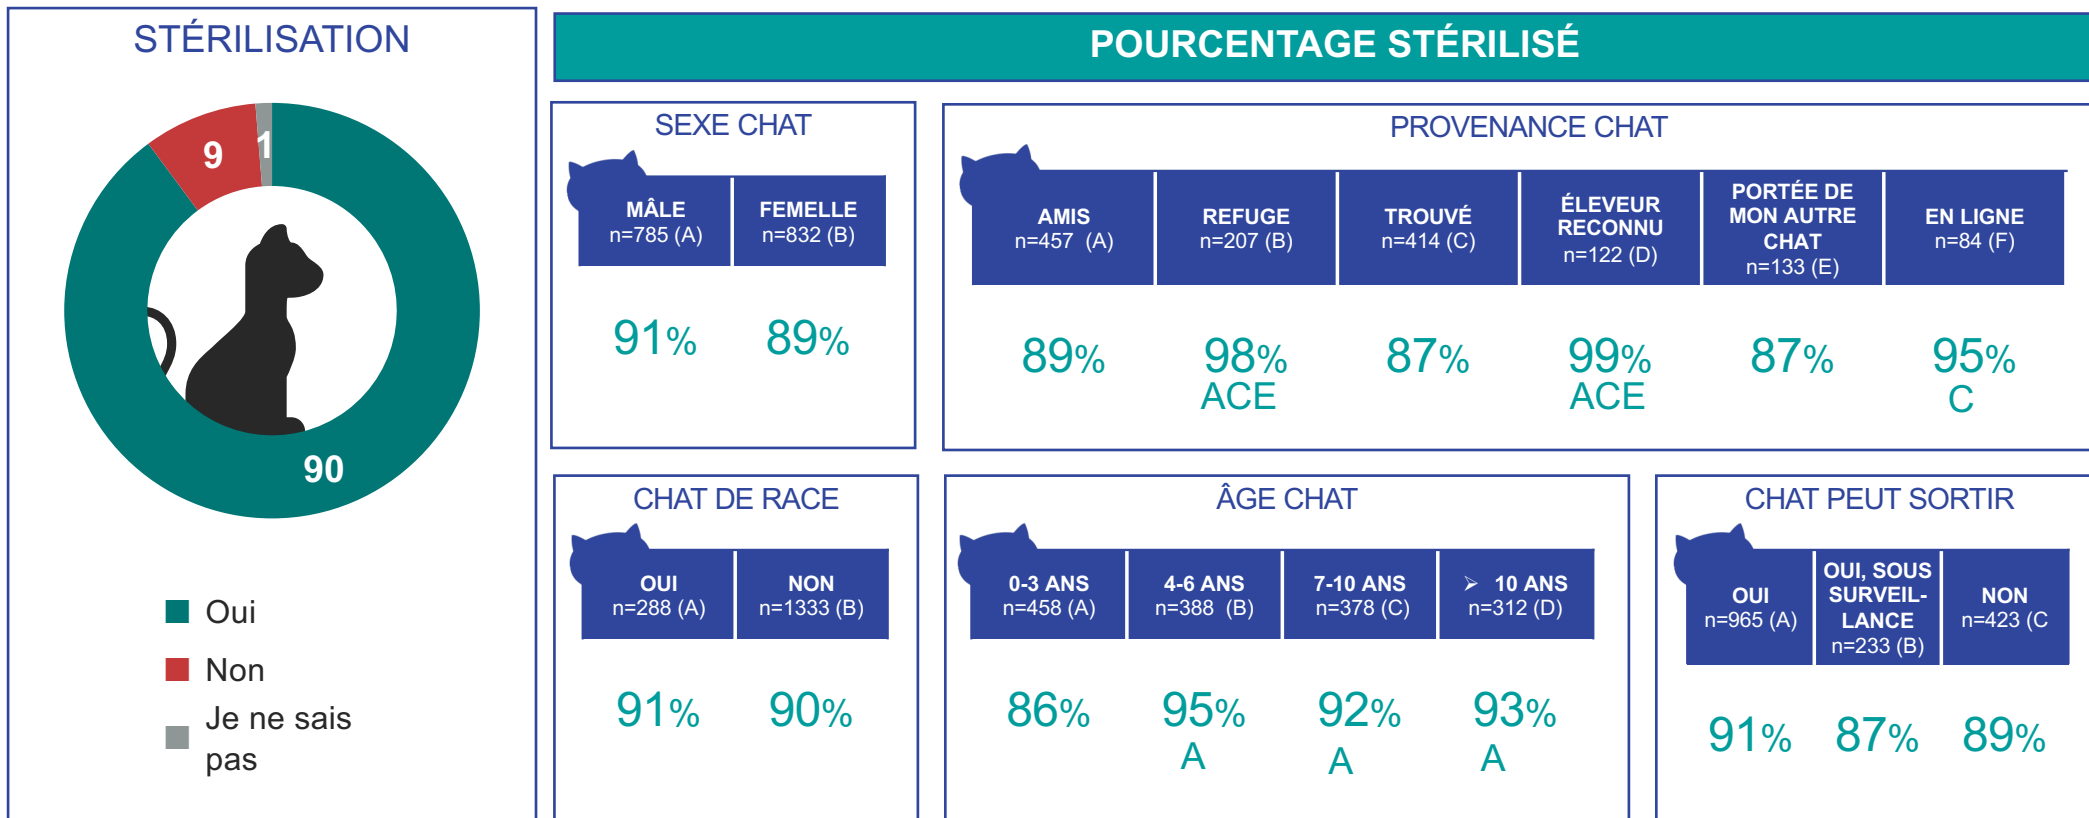 STÉRILISATION
9
1
90
Oui
Non
Je ne sais
pas
POURCENTAGE STÉRILISÉ
SEXE CHAT
MÂLE
n=785 (A)
FEMELLE
n=832 (B)
91%
89%
PROVENANCE CHAT
AMIS
n=457 (A)
REFUGE
n=207 (B)
TROUVÉ
n=414 (C)
ÉLEVEUR
RECONNU
n=122 (D)
PORTÉE DE
MON AUTRE
CHAT
n=133 (E)
EN LIGNE
n=84 (F)
89%
98%
ACE
87%
99%
ACE
87%
95%
C
CHAT DE RACE
OUI
n=288 (A)
NON
n=1333 (B)
91%
90%
ÂGE CHAT
0-3 ANS
n=458 (A)
4-6 ANS
n=388 (B)
7-10 ANS
n=378 (C)
➢ 10 ANS
n=312 (D)
86%
95%
A
92%
A
93%
A
CHAT PEUT SORTIR
OUI
n=965 (A)
OUI, SOUS
SURVEIL-
LANCE
n=233 (B)
NON
n=423 (C
91%
87%
89%